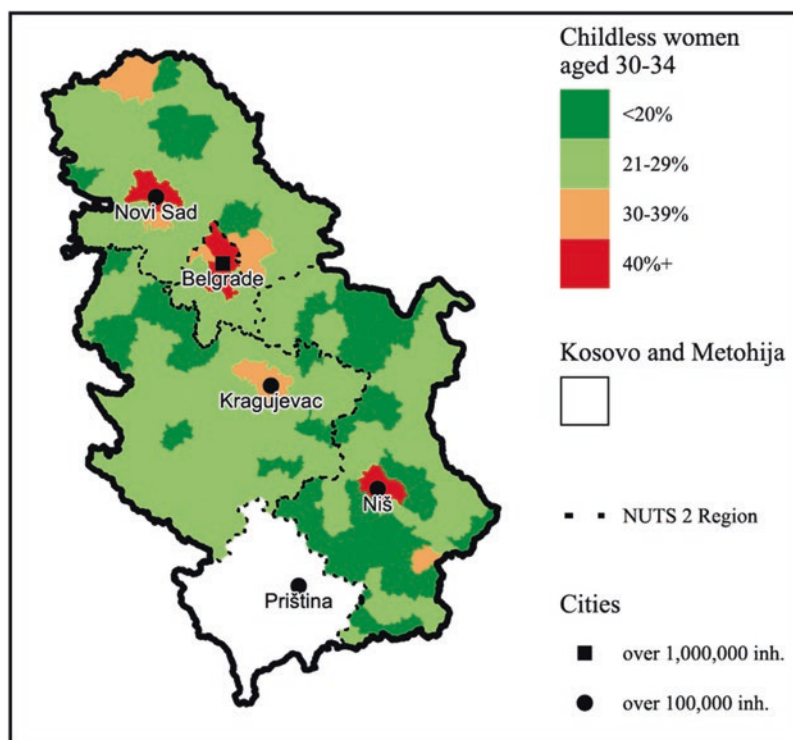 Childless women
aged 30-34
<20%
21-29%
30-39%
40%+
Kosovo and Metohija
NUTS 2 Region
Cities
over 1,000,000 inh.
over 100,000 inh.
Novi Sad
Belgrade
Kragujevac
Niš
Priština